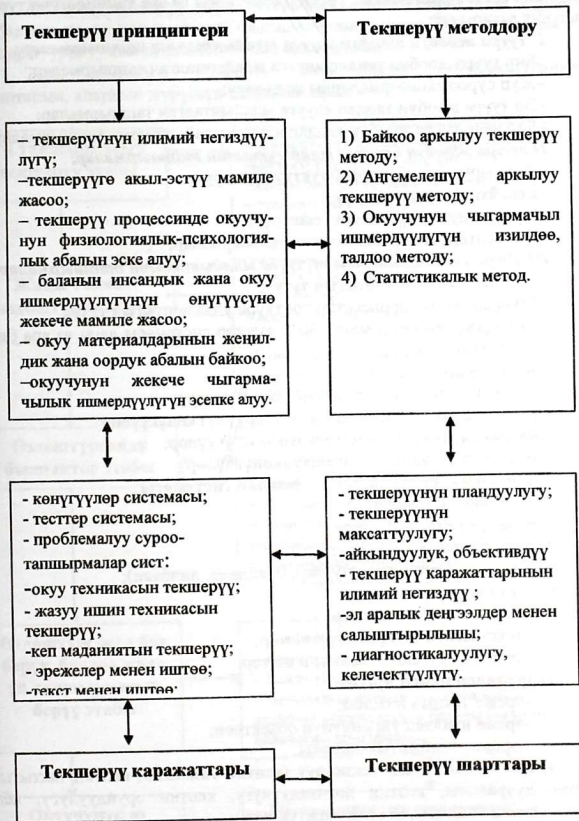 Текшерүү принциптери
Текшерүү методдору
- текшерүүнүн илимий негиздүү-
лүгү;
–текшерүүгө акыл-эстүү мамиле
жасоо;
– текшерүү процессинде окуучу-
нун физиологиялык-психология-
лык абалын эске алуу;
– баланын инсандык жана окуу
ишмердүүлүгүнүн өнүгүүсүнө
жекече мамиле жасоо;
– окуу материалдарынын жеңил-
дик жана оордук абалын байкоо;
–окуучунун жекече чыгарма-
чылык ишмердүүлүгүн эсепке алуу.
1) Байкоо аркылуу текшерүү
методу;
2) Аңгемелешүү аркылуу
текшерүү методу;
3) Окуучунун чыгармачыл
ишмердүүлүгүн изилдөө,
талдоо методу;
5) Статистикалык метод.
- көнүгүүлөр системасы;
- тесттер системасы;
- проблемалуу суроо-
тапшырмалар сист:
-окуу техникасын текшерүү;
- жазуу ишин техникасын
текшерүү;
-кеп маданиятын текшерүү;
- эрежелер менен иштөө;
-текст менен иштөө;
- текшерүүнүн пландуулугу;
- текшерүүнүн
максаттуулугу;
-айкындуулук, объективдүү
- текшерүү каражаттарынын
илимий негиздүү ;
-эл аралык деңгээлдер менен
салыштырылышы;
- диагностикалуулугу,
келечектүүлүгү.
Текшерүү каражаттары
Текшерүү шарттары